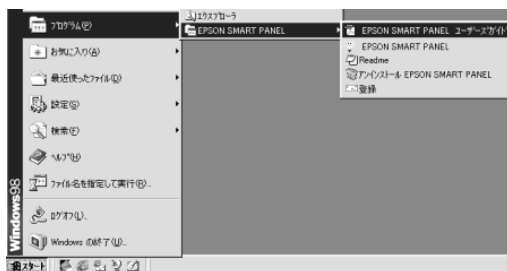 プログラム(P)
お気に入り(A)
最近使ったファイル(D)
設定(S)
検索(F)
ヘルプ(H)
ファイル名を指定して実行(R)...
ログオフ(L)...
Windows の終了(U)...
Windows98
スタート
エクスプローラ
EPSON SMART PANEL
EPSON SMART PANEL ユーザーズガイド
EPSON SMART PANEL
Readme
アンインストール EPSON SMART PANEL
登録